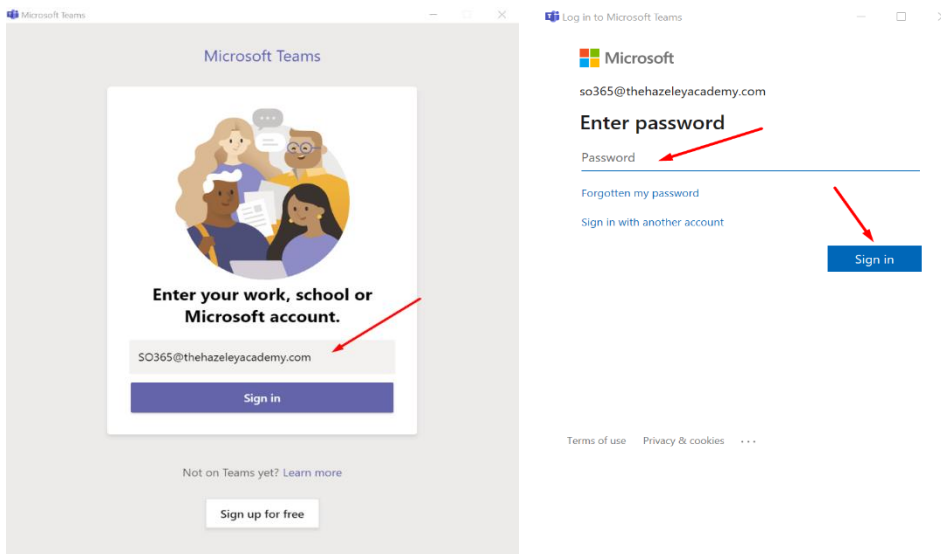 Microsoft Teams
Microsoft Teams
Enter your work, school or
Microsoft account.
SO365@thehazeleyacademy.com
Sign in
Not on Teams yet? Learn more
Sign up for free
Log in to Microsoft Teams
Microsoft
so365@thehazeleyacademy.com
Enter password
Password
Forgotten my password
Sign in with another account
Sign in
Terms of use Privacy & cookies ...